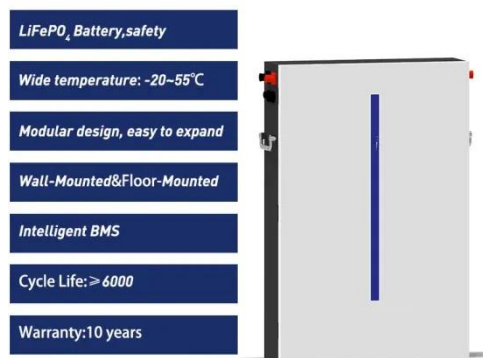 LiFePO₄ Battery,safety
Wide temperature: -20~55℃
Modular design, easy to expand
Wall-Mounted&Floor-Mounted
Intelligent BMS
Cycle Life:≥6000
Warranty:10 years